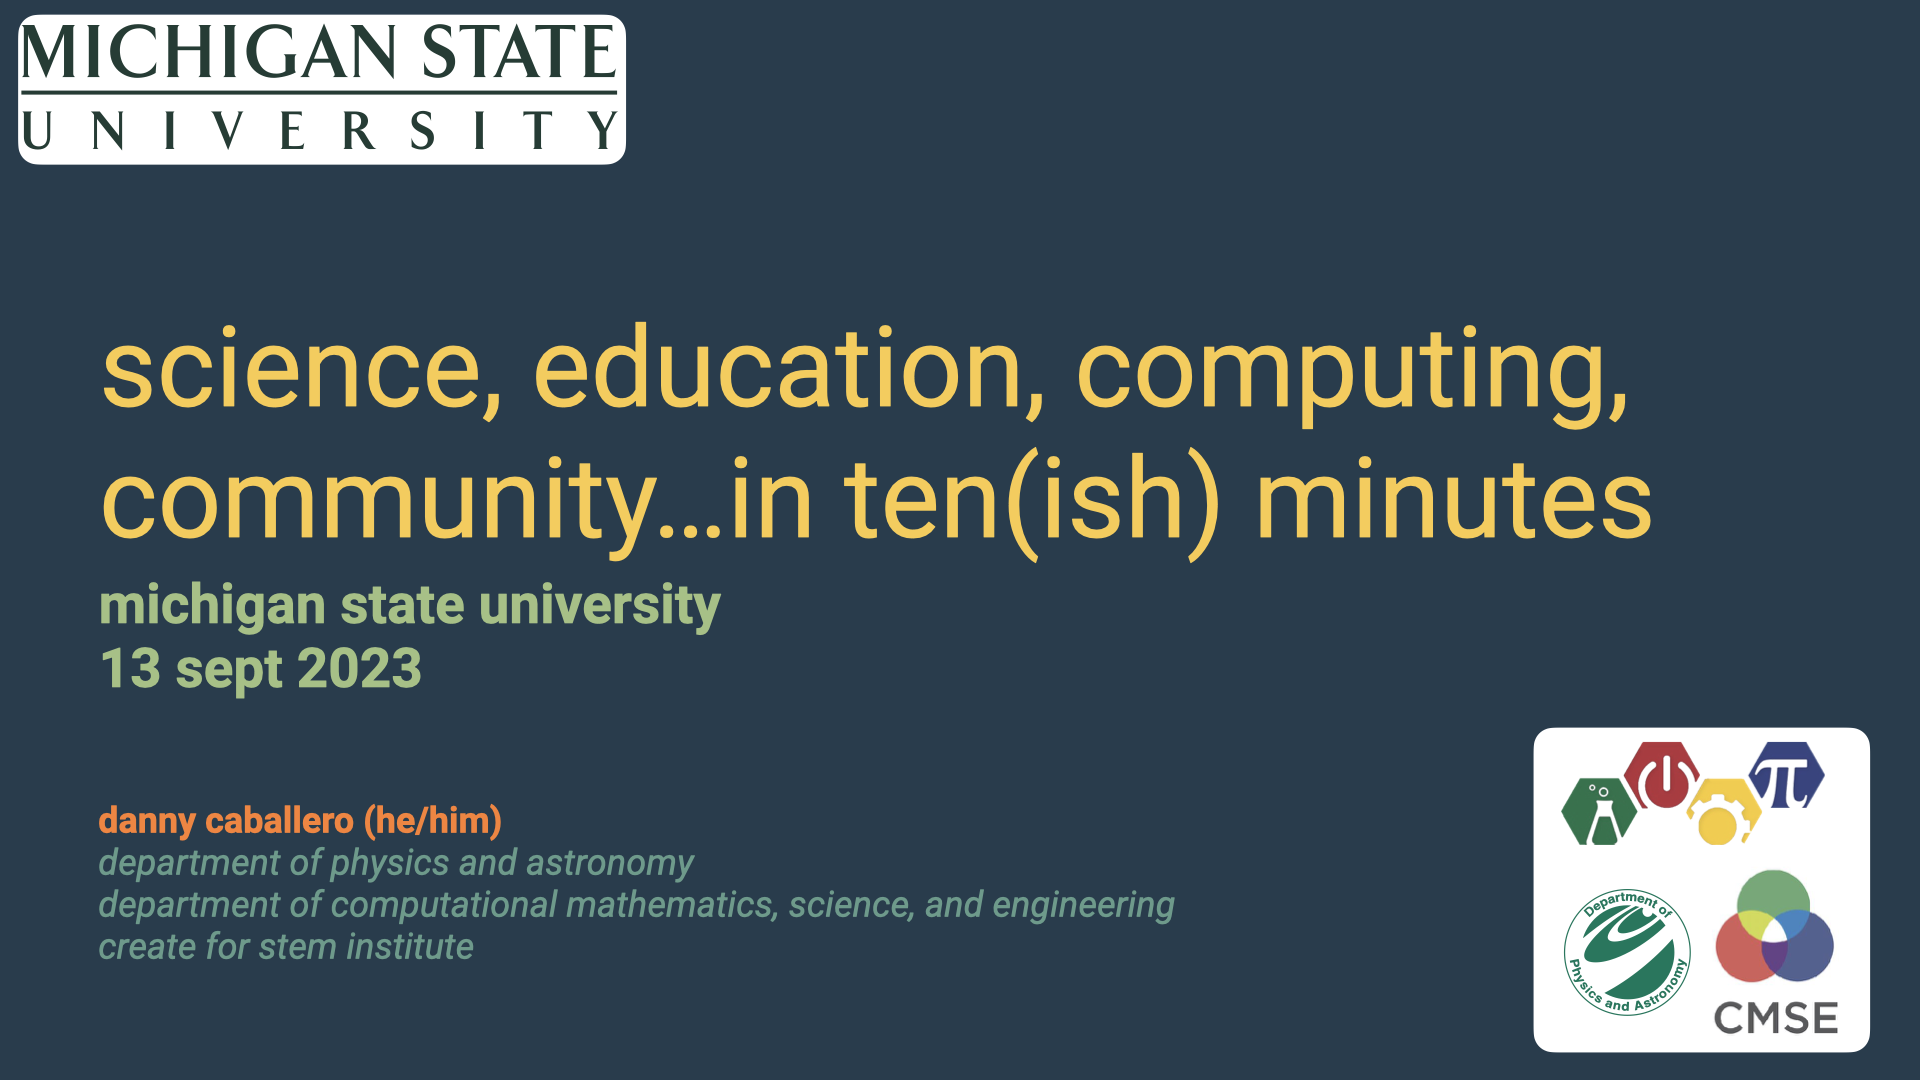 MICHIGAN STATE
UNIVERSITY
science, education, computing,
community...in ten(ish) minutes
michigan state university
13 sept 2023
danny caballero (he/him)
department of physics and astronomy
department of computational mathematics, science, and engineering
create for stem institute
π
Department of
Physics and Astronomy
CMSE